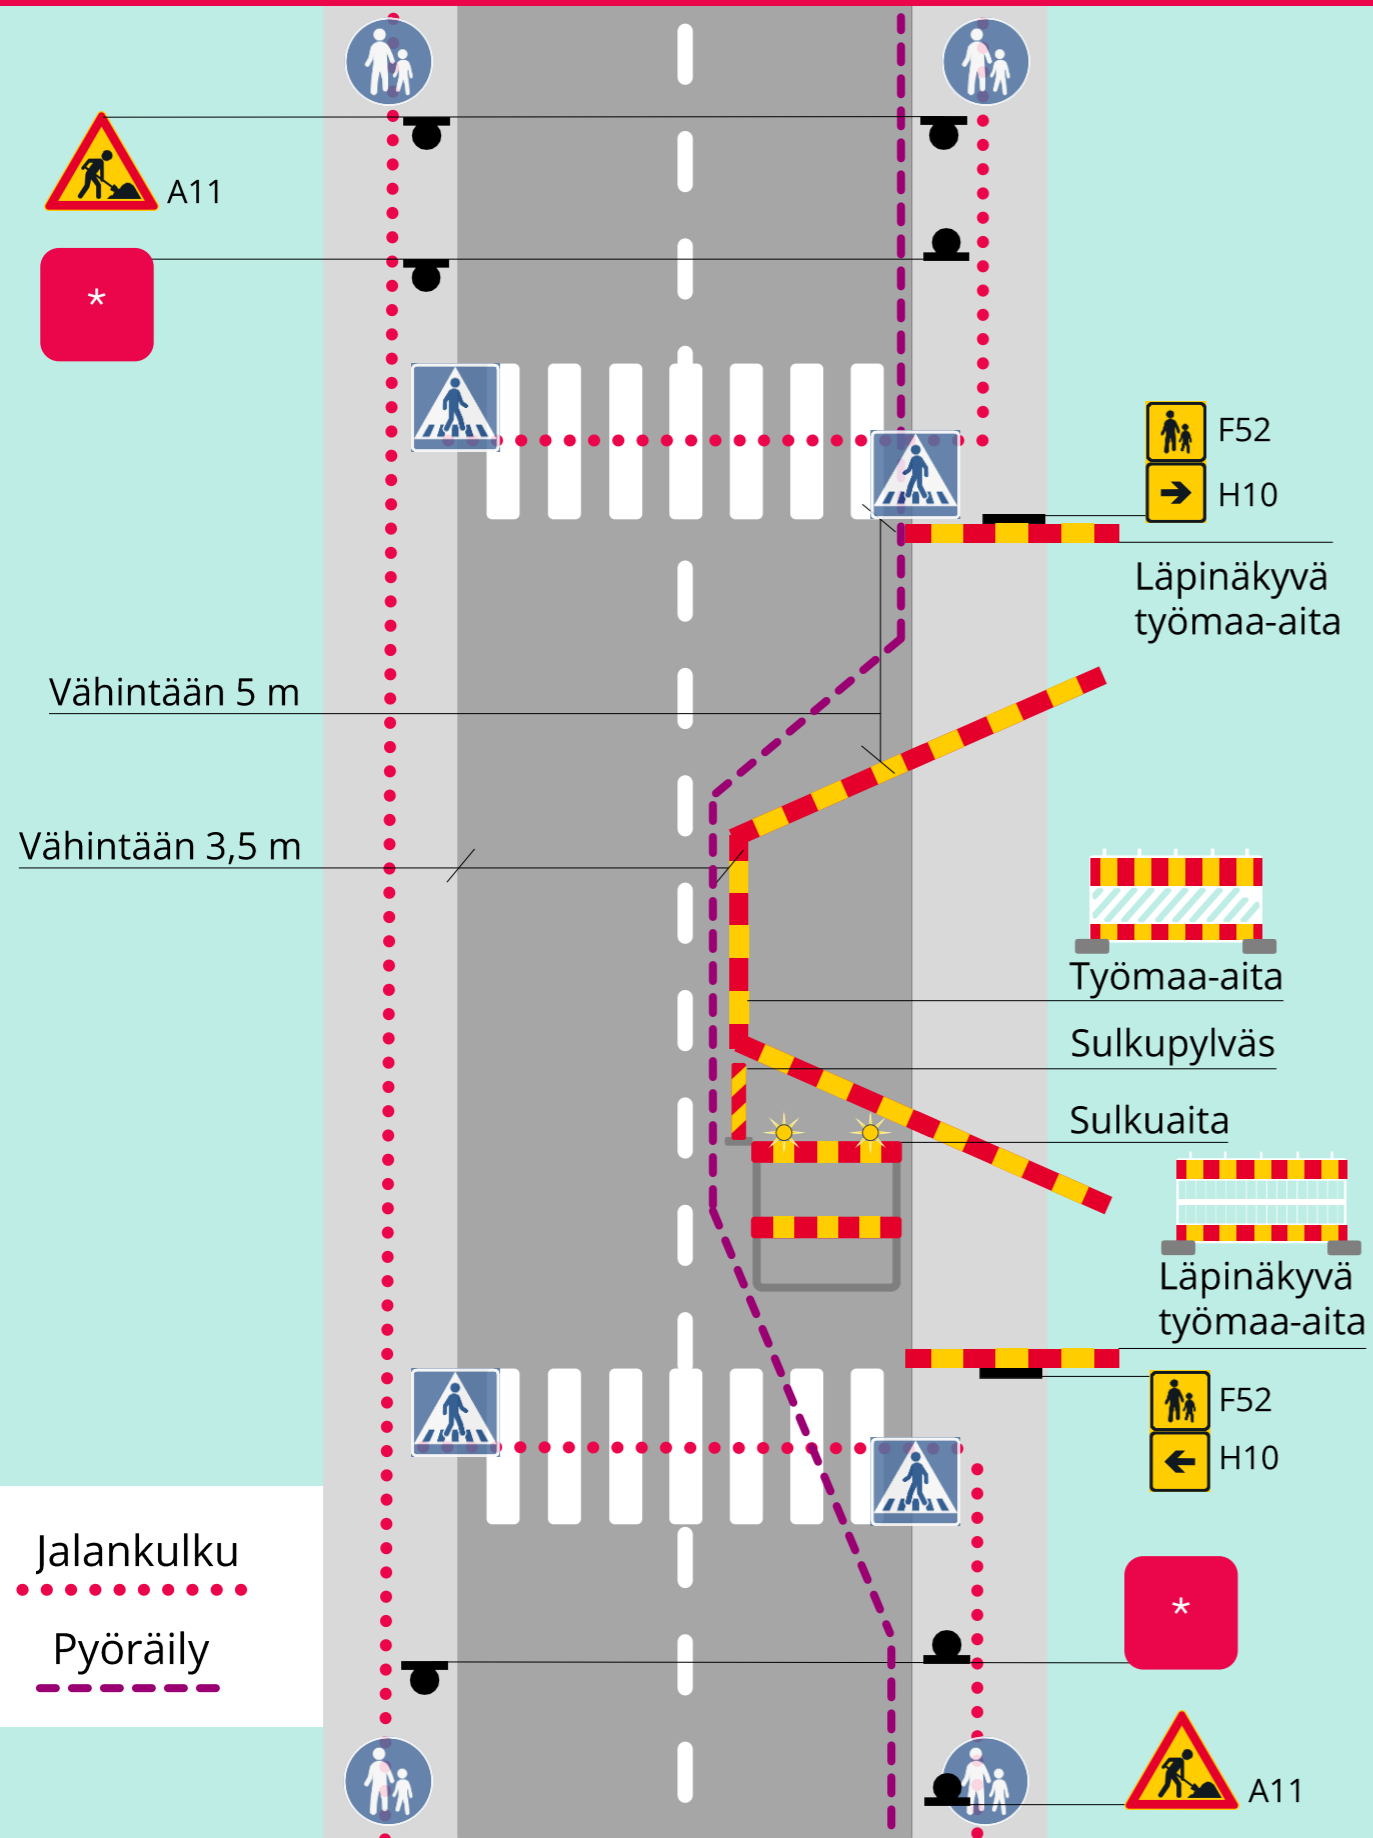 A11
*
F52
H10
Läpinäkyvä
työmaa-aita
Vähintään 5 m
Vähintään 3,5 m
Työmaa-aita
Sulkupylväs
Sulkuaita
Läpinäkyvä
työmaa-aita
F52
H10
Jalankulku
*
Pyöräily
A11